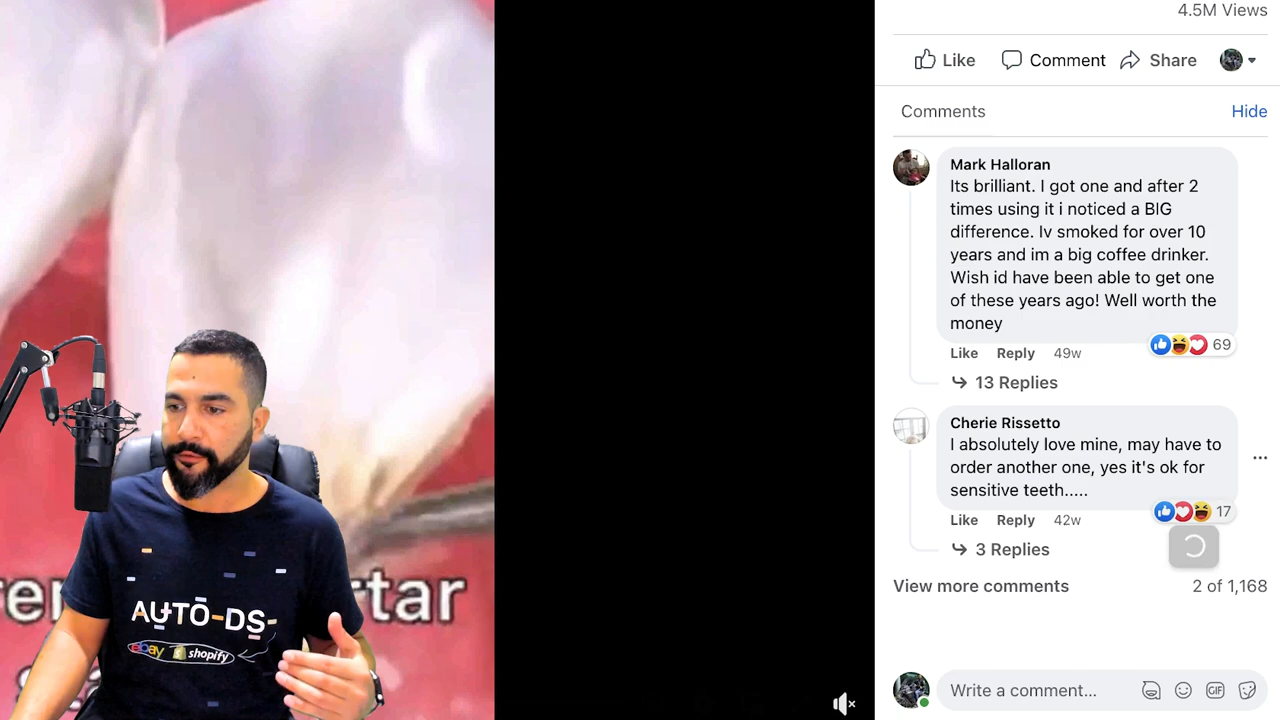 4.5M Views
Like
Comment
Share
Comments
Hide
Mark Halloran
Its brilliant. I got one and after 2
times using it i noticed a BIG
difference. Iv smoked for over 10
years and im a big coffee drinker.
Wish id have been able to get one
of these years ago! Well worth the
money
Like Reply 49w
69
13 Replies
Cherie Rissetto
I absolutely love mine, may have to
order another one, yes it's ok for
sensitive teeth.....
Like Reply 42w
17
3 Replies
View more comments
2 of 1,168
Write a comment...
GIF
AUTO-DS
ebay shopify
tar